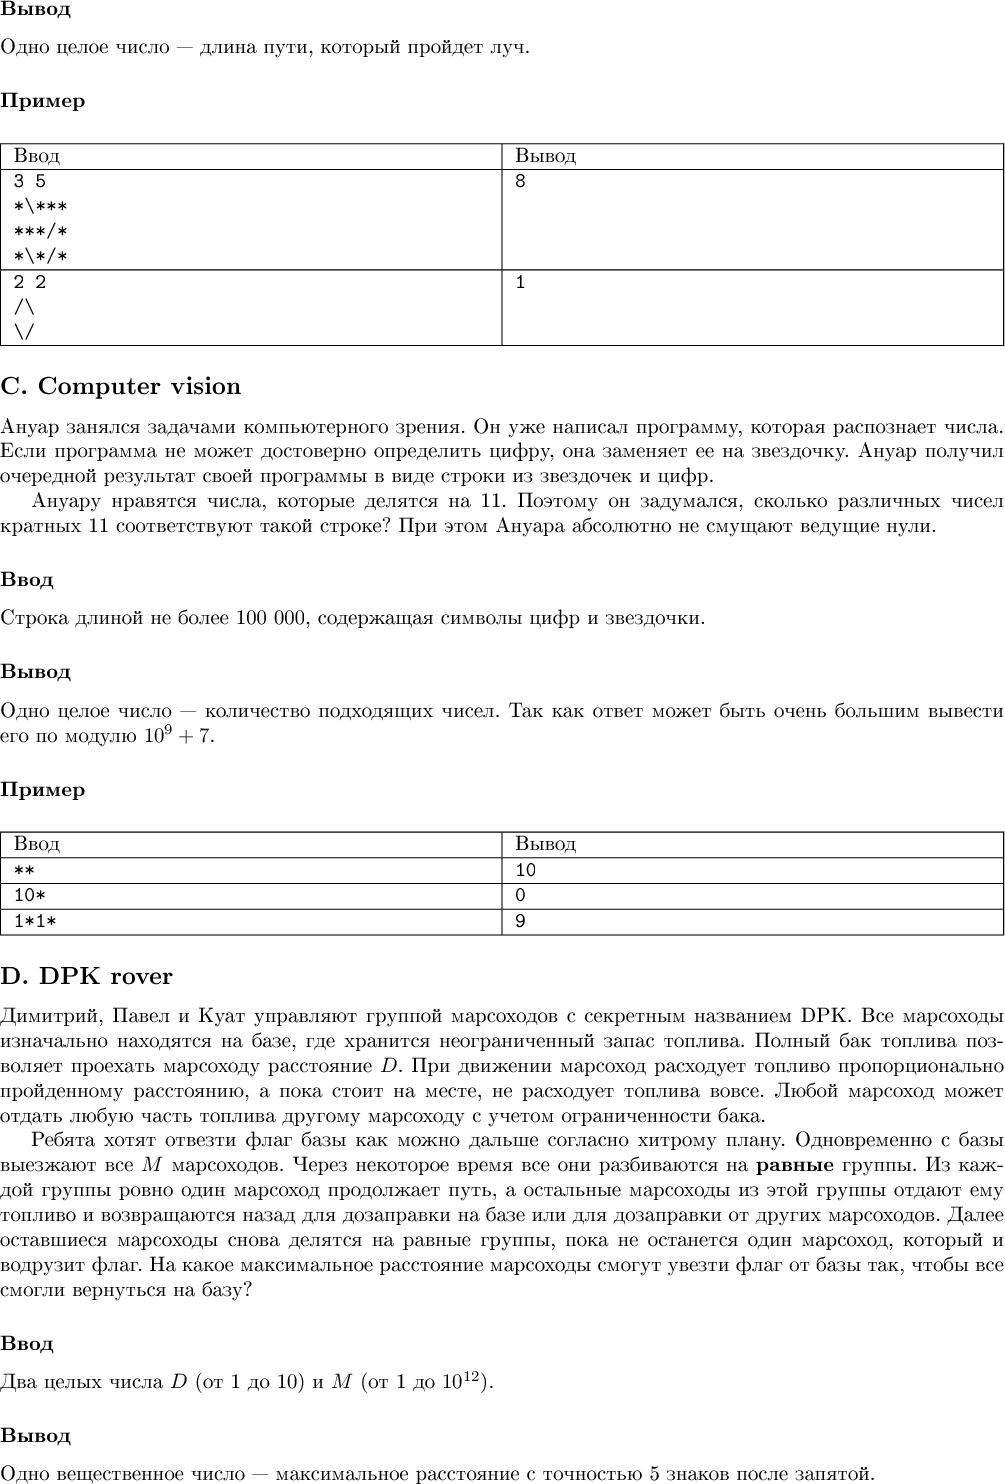 Вывод
Одно целое число — длина пути, который пройдет луч.
Пример
Ввод Вывод
3 5 8
*\***
***/*
*\*/*
2 2 1
/\
\/
C. Computer vision
Ануар занялся задачами компьютерного зрения. Он уже написал программу, которая распознает числа.
Если программа не может достоверно определить цифру, она заменяет ее на звездочку. Ануар получил
очередной результат своей программы в виде строки из звездочек и цифр.
Ануару нравятся числа, которые делятся на 11. Поэтому он задумался, сколько различных чисел
кратных 11 соответствуют такой строке? При этом Ануара абсолютно не смущают ведущие нули.
Ввод
Строка длиной не более 100 000, содержащая символы цифр и звездочки.
Вывод
Одно целое число — количество подходящих чисел. Так как ответ может быть очень большим вывести
его по модулю 10⁹ + 7.
Пример
Ввод Вывод
** 10
10* 0
1*1* 9
D. DPK rover
Димитрий, Павел и Куат управляют группой марсоходов с секретным названием DPK. Все марсоходы
изначально находятся на базе, где хранится неограниченный запас топлива. Полный бак топлива поз-
воляет проехать марсоходу расстояние D. При движении марсоход расходует топливо пропорционально
пройденному расстоянию, а пока стоит на месте, не расходует топлива вовсе. Любой марсоход может
отдать любую часть топлива другому марсоходу с учетом ограниченности бака.
Ребята хотят отвезти флаг базы как можно дальше согласно хитрому плану. Одновременно с базы
выезжают все M марсоходов. Через некоторое время все они разбиваются на равные группы. Из каж-
дой группы ровно один марсоход продолжает путь, а остальные марсоходы из этой группы отдают ему
топливо и возвращаются назад для дозаправки на базе или для дозаправки от других марсоходов. Далее
оставшиеся марсоходы снова делятся на равные группы, пока не останется один марсоход, который и
водрузит флаг. На какое максимальное расстояние марсоходы смогут увезти флаг от базы так, чтобы все
смогли вернуться на базу?
Ввод
Два целых числа D (от 1 до 10) и M (от 1 до 10¹²).
Вывод
Одно вещественное число — максимальное расстояние с точностью 5 знаков после запятой.